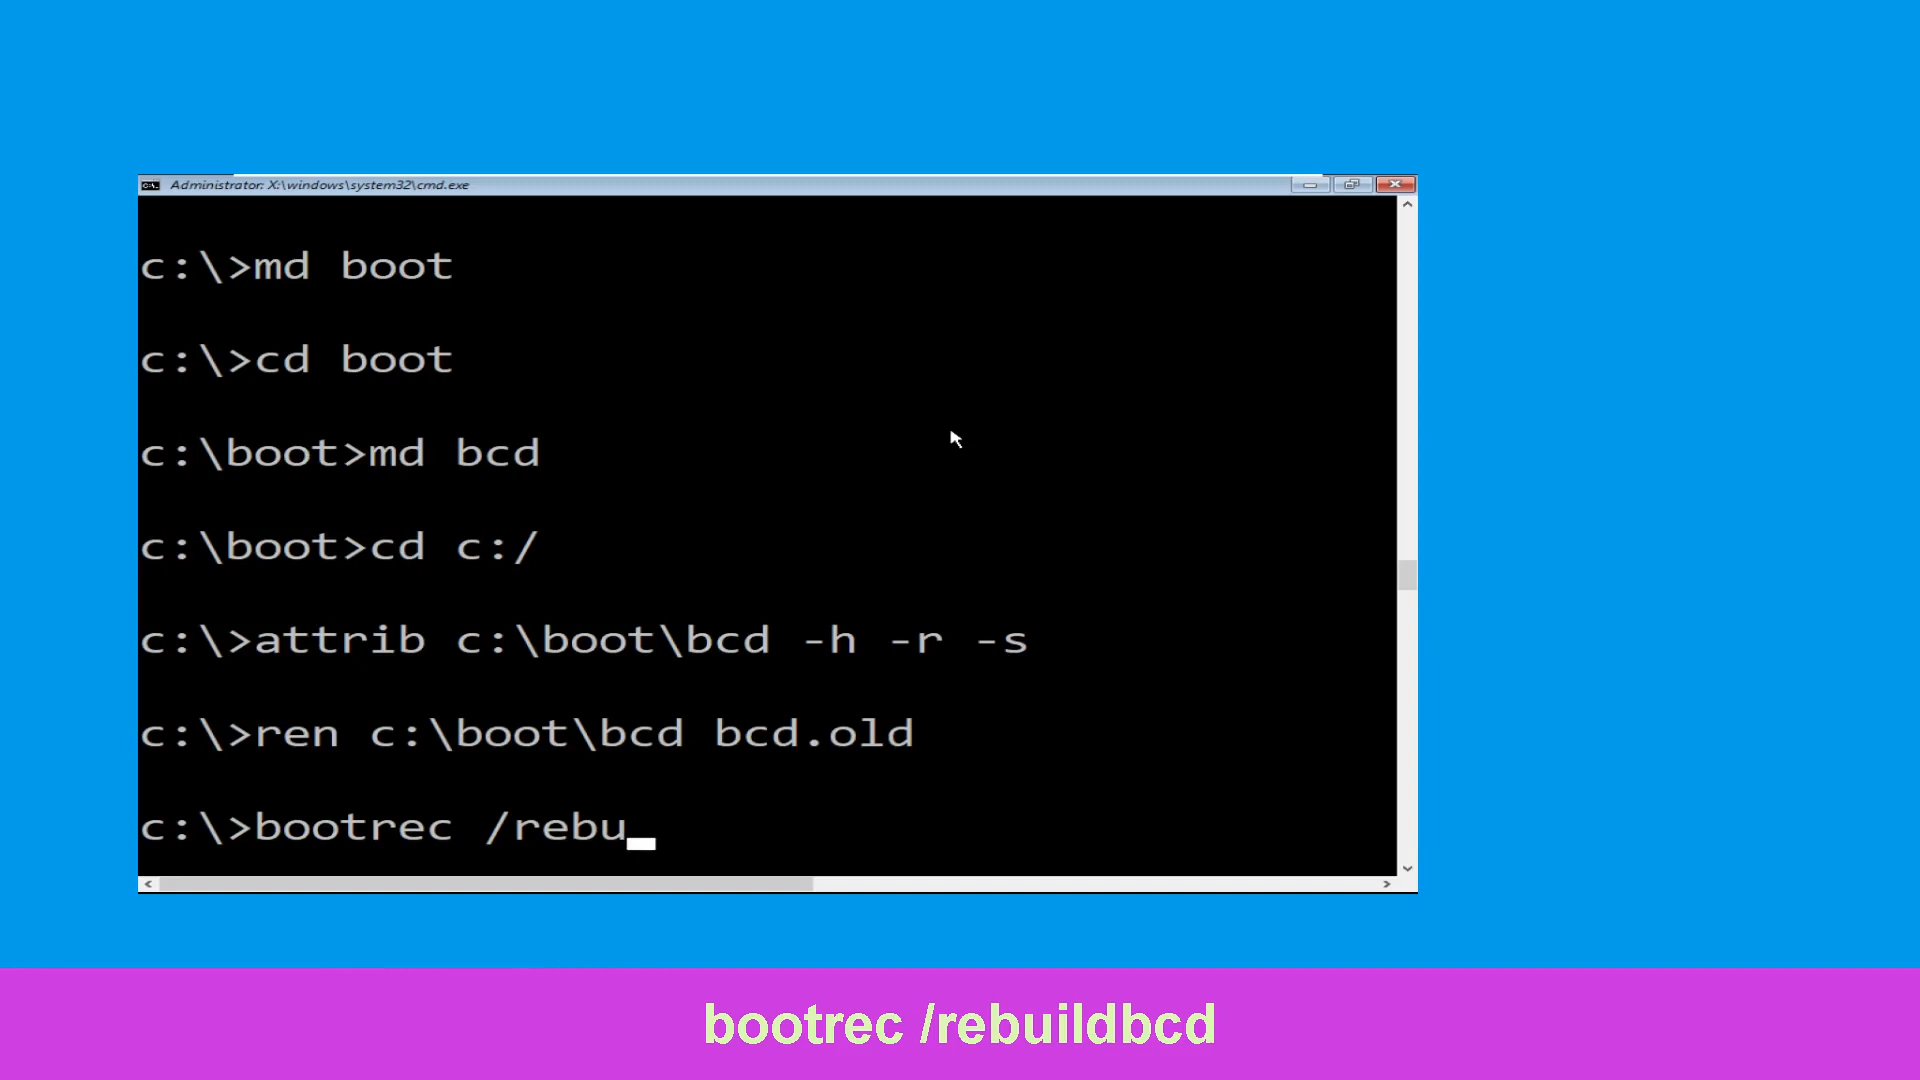 Administrator: X:\windows\system32\cmd.exe
c:\>md boot
c:\>cd boot
c:\boot>md bcd
c:\boot>cd c:/
c:\>attrib c:\boot\bcd -h -r -s
c:\>ren c:\boot\bcd bcd.old
c:\>bootrec /rebu_
bootrec /rebuildbcd